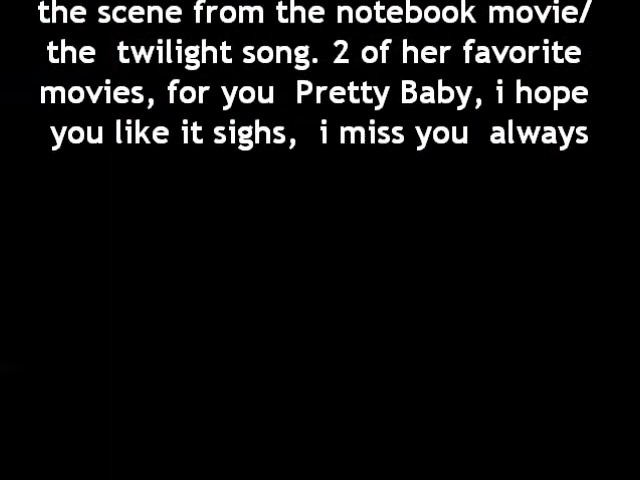 the scene from the notebook movie/
the twilight song. 2 of her favorite
movies, for you Pretty Baby, i hope
you like it sighs, i miss you always